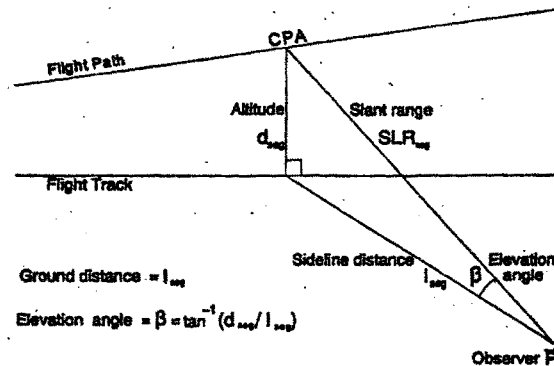 CPA
Flight Path
Altitude
d_seg
Slant range
SLR_seg
Flight Track
Sideline distance
l_seg
β
Elevation
angle
Ground distance = l_seg
Elevation angle = β = tan⁻¹ (d_seg / l_seg)
Observer P